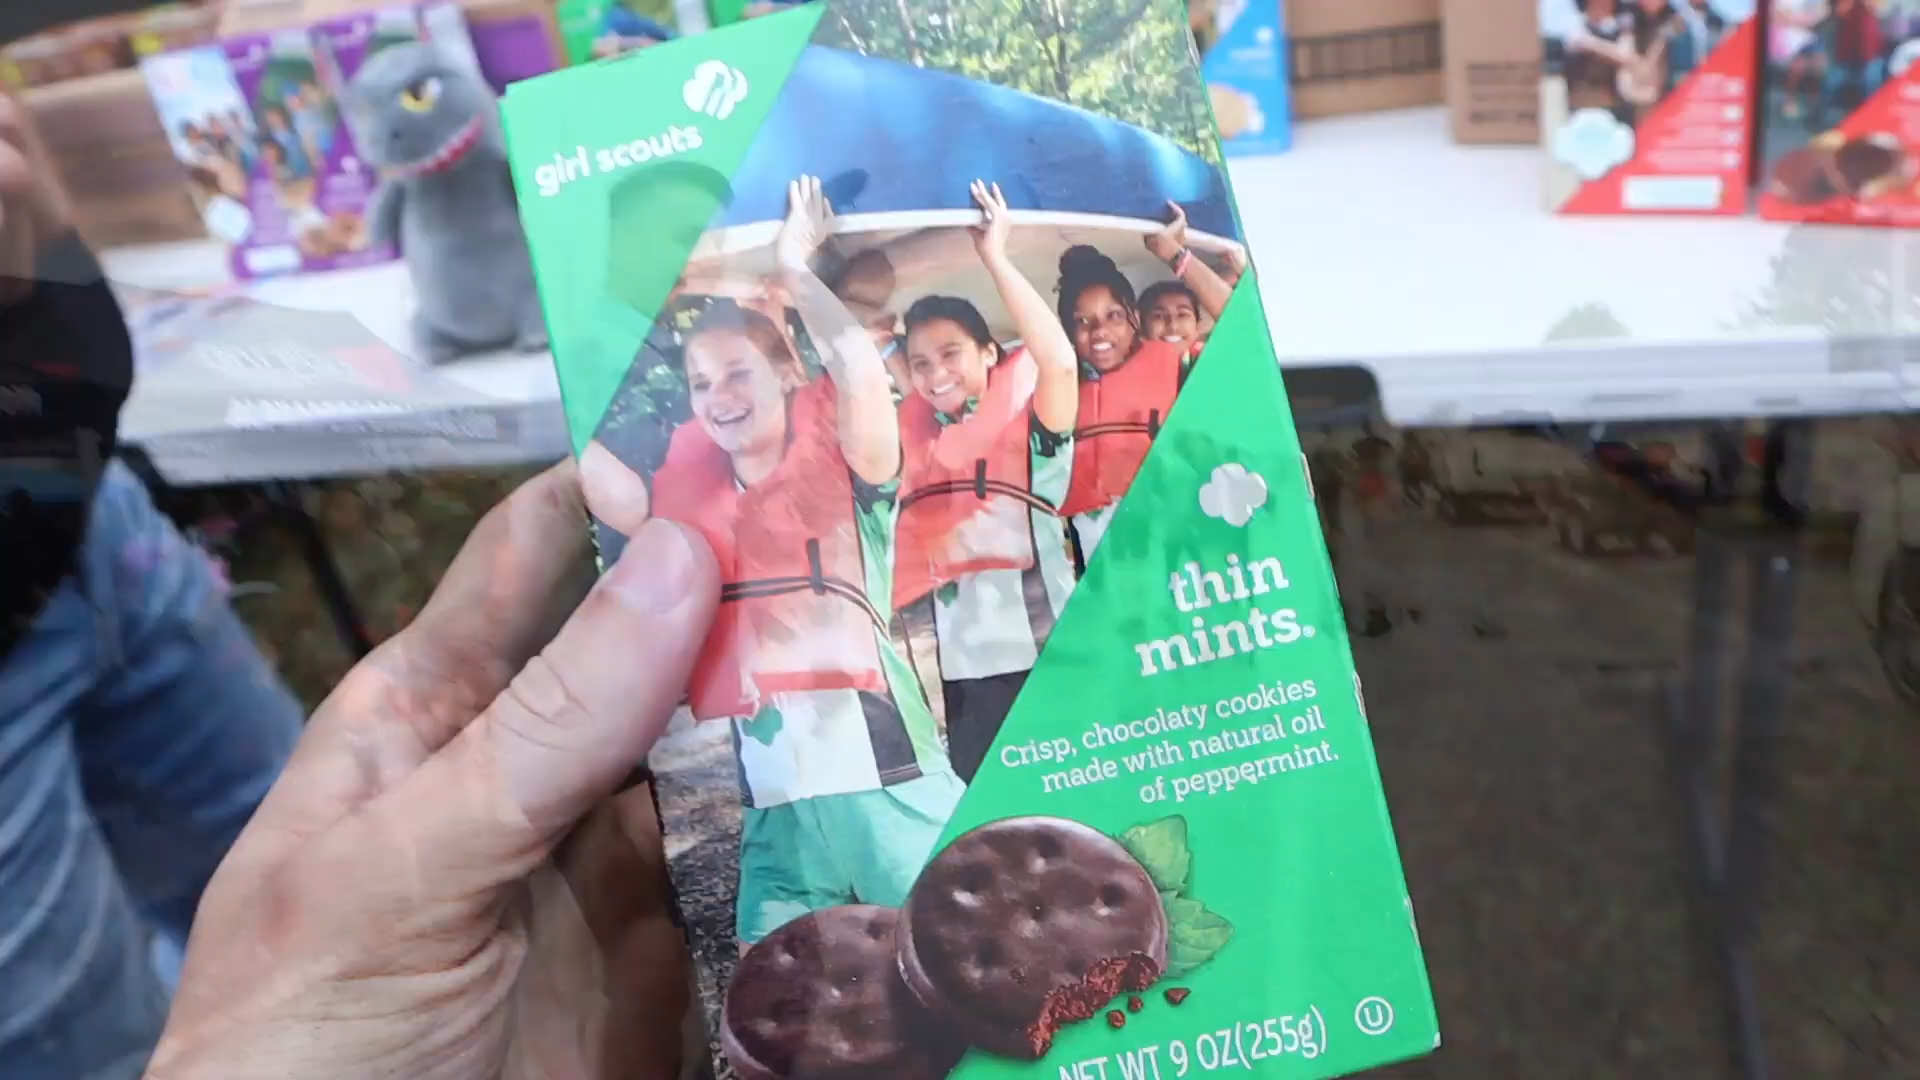 girl scouts
thin
mints®
Crisp, chocolaty cookies
made with natural oil
of peppermint.
NET WT 9 OZ(255g)
U